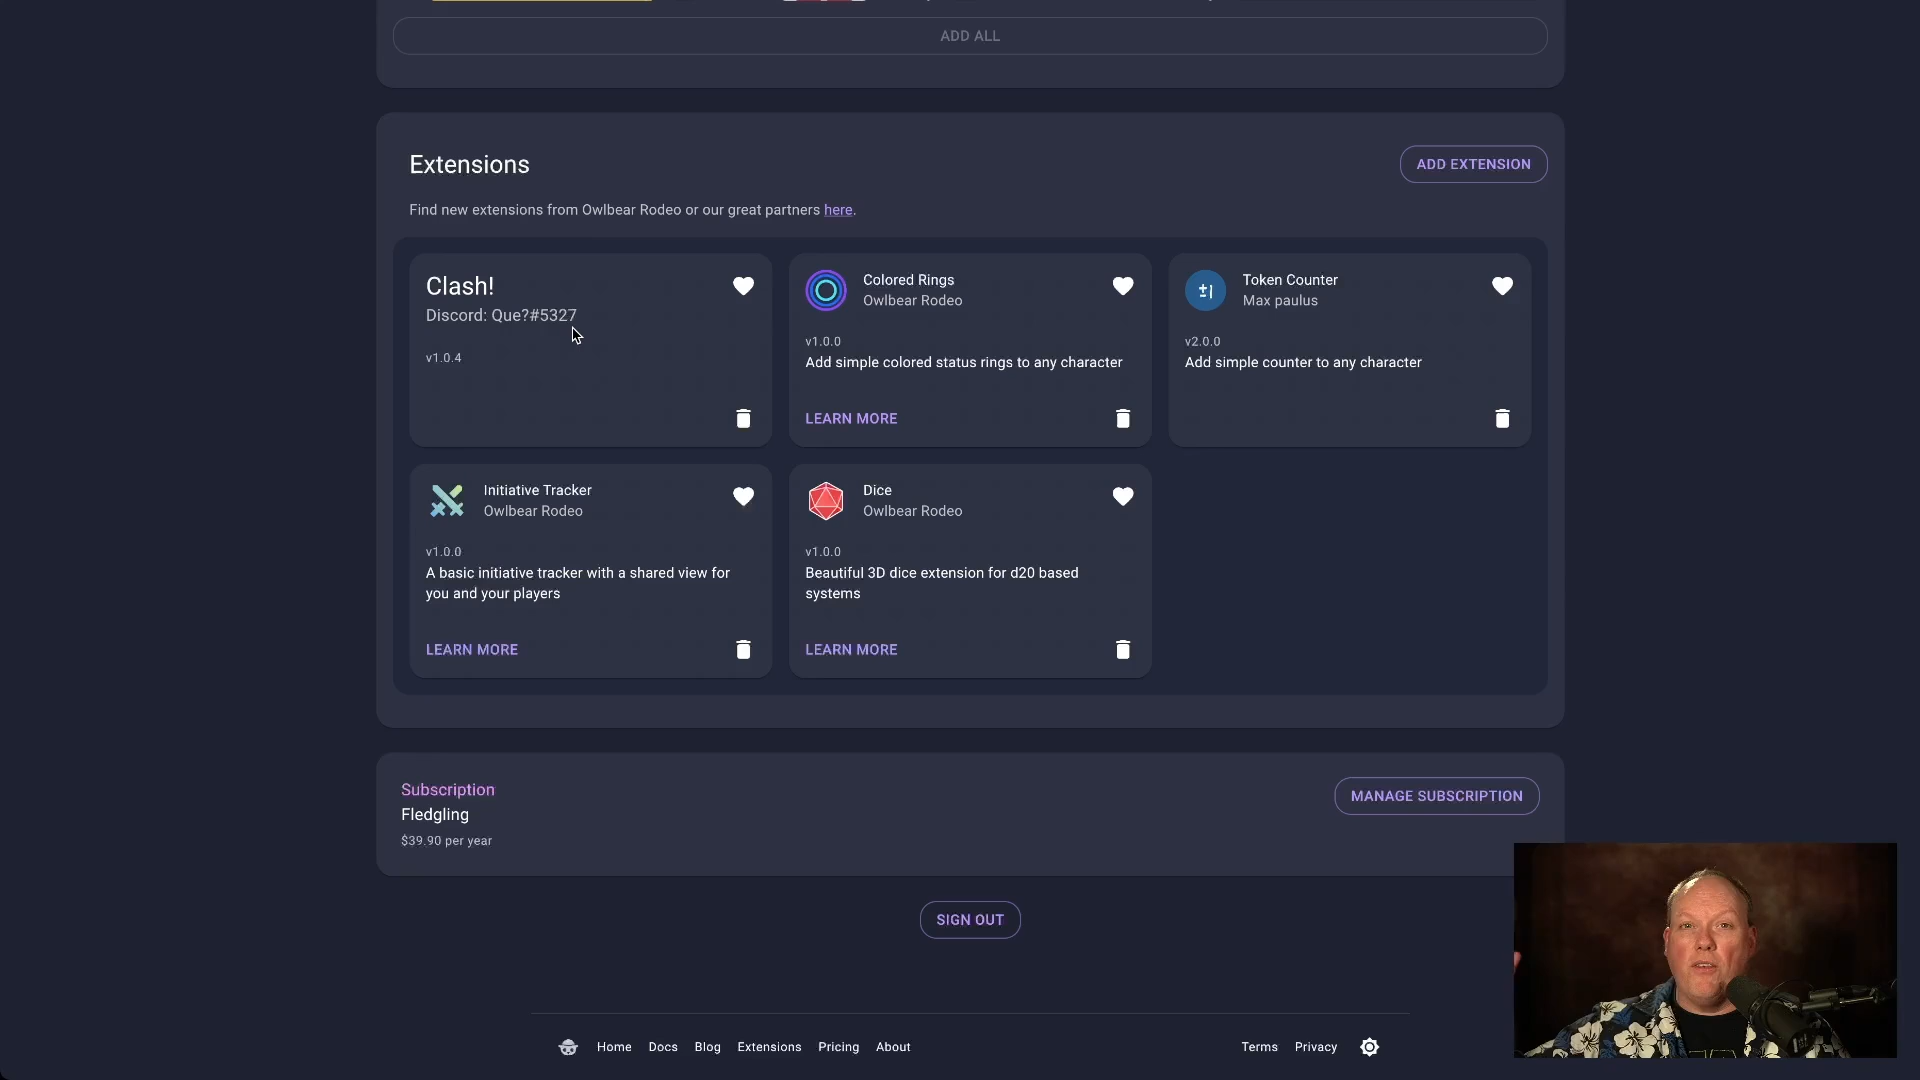 ADD ALL
Extensions
ADD EXTENSION
Find new extensions from Owlbear Rodeo or our great partners here.
Clash!
Discord: Que?#5327
v1.0.4
Colored Rings
Owlbear Rodeo
v1.0.0
Add simple colored status rings to any character
LEARN MORE
Token Counter
Max paulus
v2.0.0
Add simple counter to any character
Initiative Tracker
Owlbear Rodeo
v1.0.0
A basic initiative tracker with a shared view for
you and your players
LEARN MORE
Dice
Owlbear Rodeo
v1.0.0
Beautiful 3D dice extension for d20 based
systems
LEARN MORE
Subscription
Fledgling
$39.90 per year
MANAGE SUBSCRIPTION
SIGN OUT
Home Docs Blog Extensions Pricing About Terms Privacy